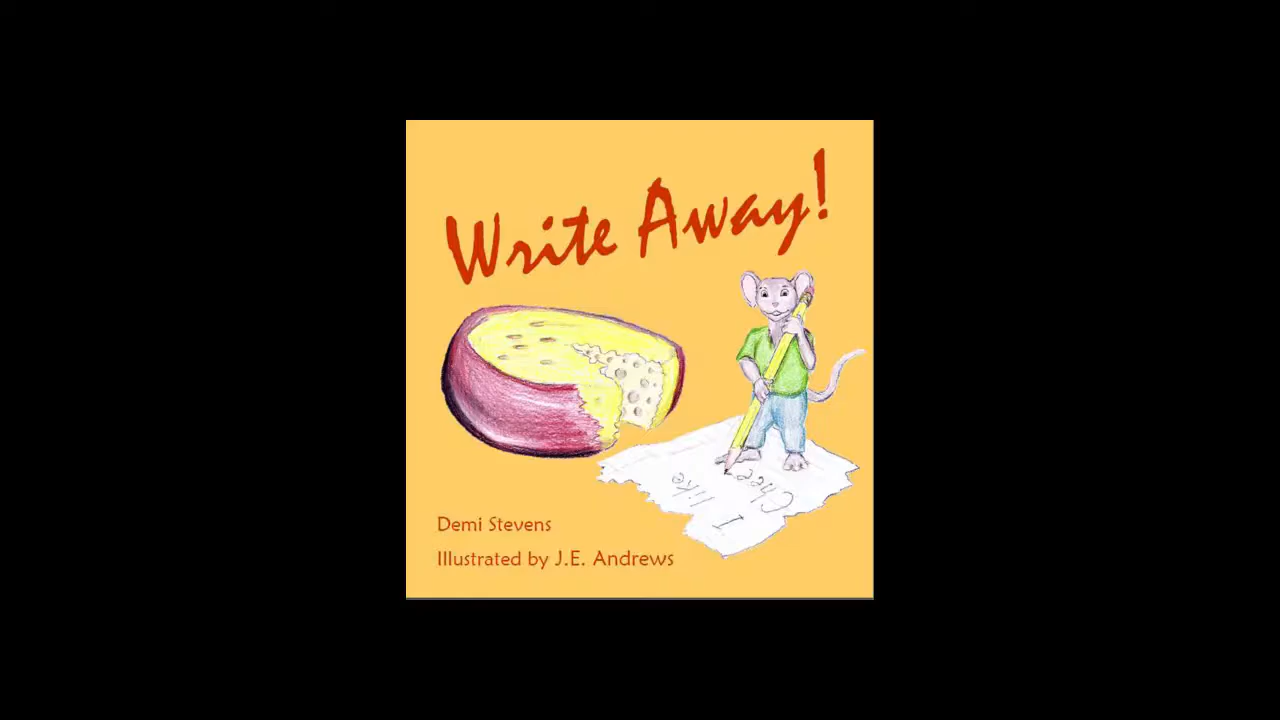 Write Away!
I like
Chee
Demi Stevens
Illustrated by J.E. Andrews